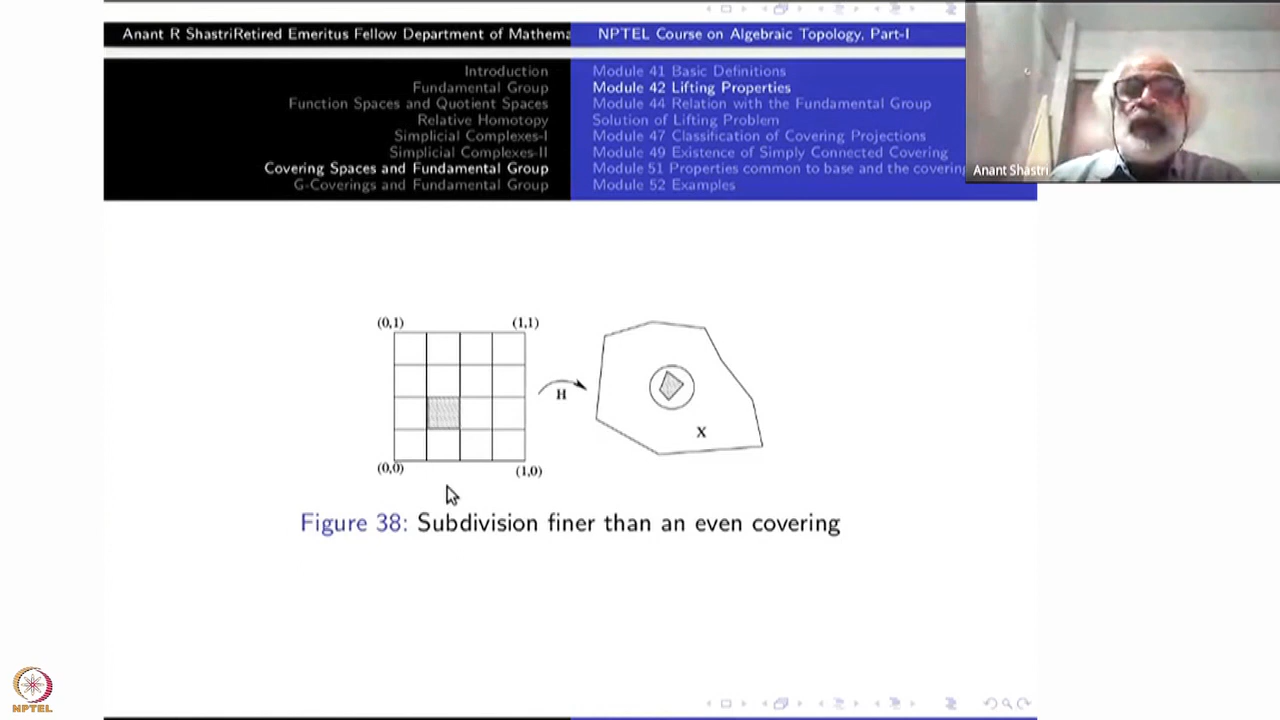 Anant R ShastriRetired Emeritus Fellow Department of Mathema
NPTEL Course on Algebraic Topology, Part-I
Introduction
Fundamental Group
Function Spaces and Quotient Spaces
Relative Homotopy
Simplicial Complexes-I
Simplicial Complexes-II
Covering Spaces and Fundamental Group
G-Coverings and Fundamental Group
Module 41 Basic Definitions
Module 42 Lifting Properties
Module 44 Relation with the Fundamental Group
Solution of Lifting Problem
Module 47 Classification of Covering Projections
Module 49 Existence of Simply Connected Covering
Module 51 Properties common to base and the covering
Module 52 Examples
Anant Shastri
(0,1) (1,1)
H
X
(0,0) (1,0)
Figure 38: Subdivision finer than an even covering
NPTEL